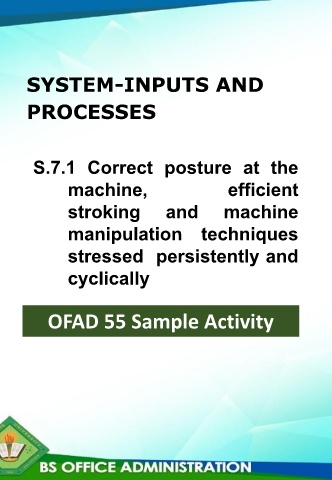 SYSTEM-INPUTS AND
PROCESSES
S.7.1 Correct posture at the
machine, efficient
stroking and machine
manipulation techniques
stressed persistently and
cyclically
OFAD 55 Sample Activity
BS OFFICE ADMINISTRATION